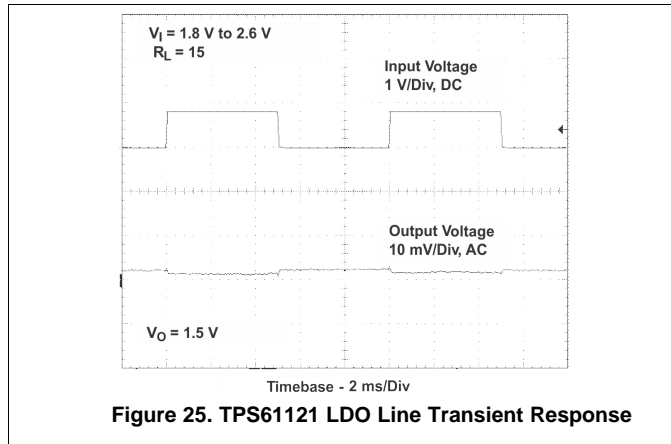 V_I = 1.8 V to 2.6 V
R_L = 15
Input Voltage
1 V/Div, DC
Output Voltage
10 mV/Div, AC
V_O = 1.5 V
Timebase - 2 ms/Div
Figure 25. TPS61121 LDO Line Transient Response